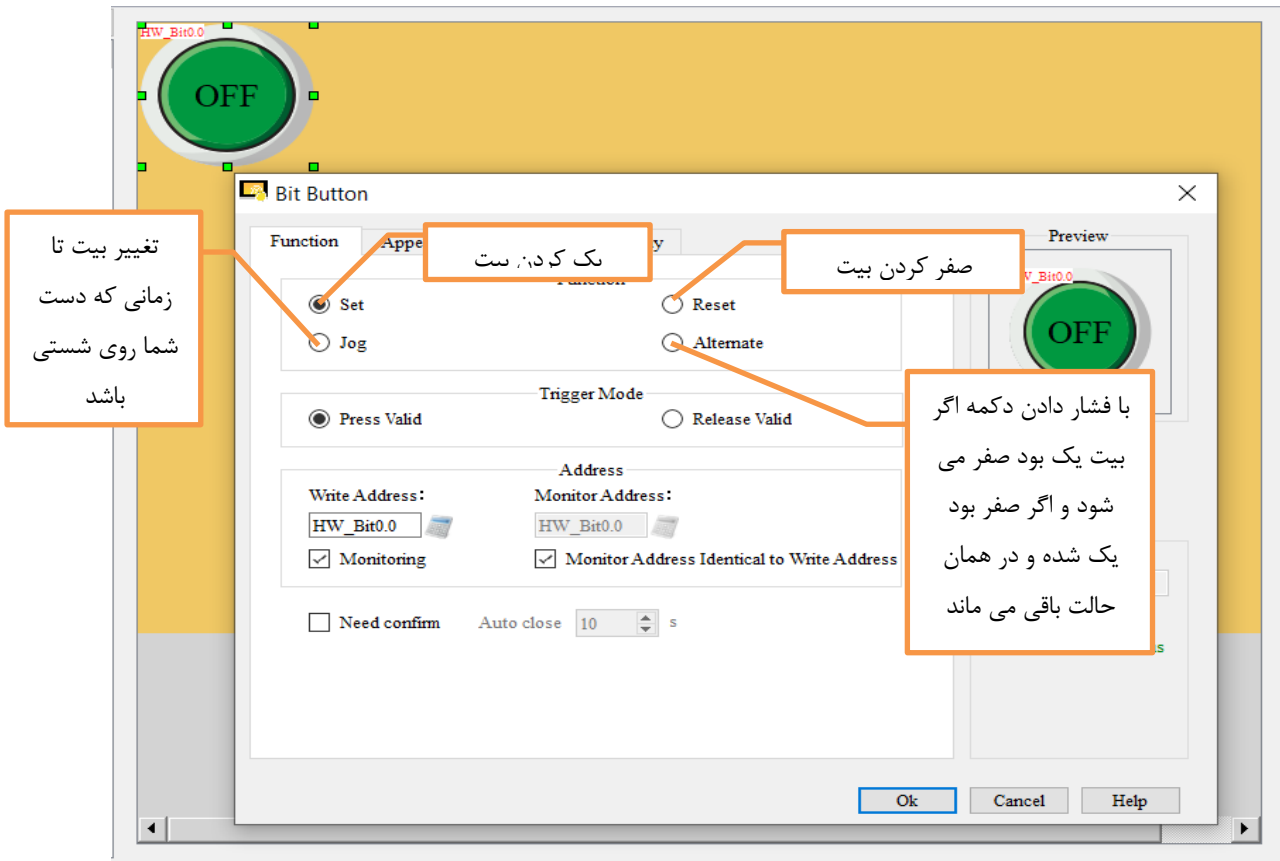 HW_Bit0.0
OFF
Bit Button
Function
Preview
یک کردن بیت
صفر کردن بیت
تغییر بیت تا
زمانی که دست
شما روی شستی
باشد
Set
Reset
Jog
Alternate
OFF
Trigger Mode
Press Valid
Release Valid
با فشار دادن دکمه اگر
بیت یک بود صفر می
شود و اگر صفر بود
یک شده و در همان
حالت باقی می ماند
Address
Write Address:
Monitor Address:
HW_Bit0.0
HW_Bit0.0
Monitoring
Monitor Address Identical to Write Address
Need confirm
Auto close
10
s
Ok
Cancel
Help